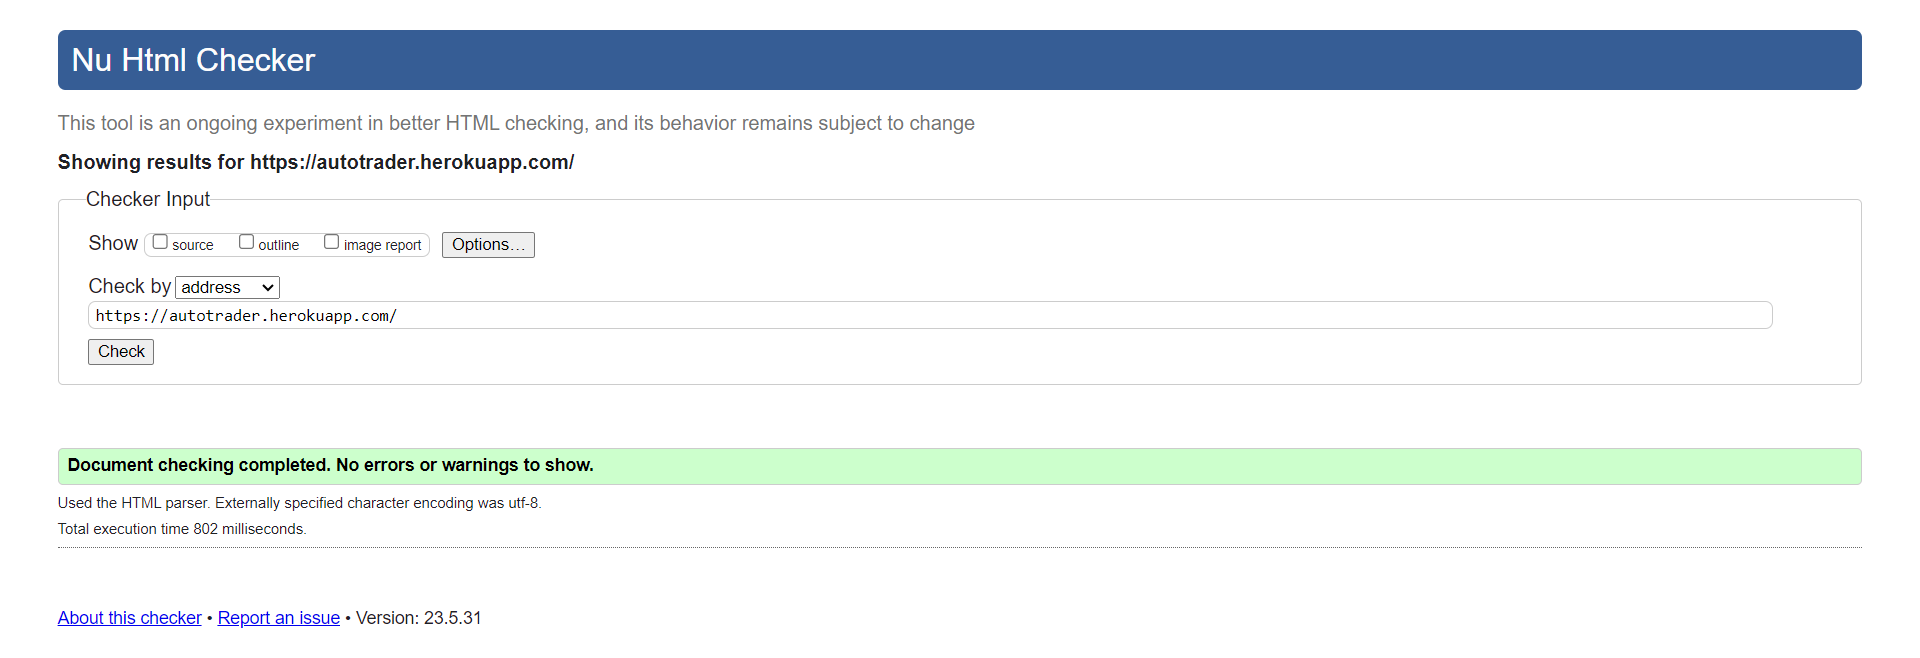 Nu Html Checker
This tool is an ongoing experiment in better HTML checking, and its behavior remains subject to change
Showing results for https://autotrader.herokuapp.com/
Checker Input
Show source outline image report Options…
Check by address
https://autotrader.herokuapp.com/
Check
Document checking completed. No errors or warnings to show.
Used the HTML parser. Externally specified character encoding was utf-8.
Total execution time 802 milliseconds.
About this checker • Report an issue • Version: 23.5.31